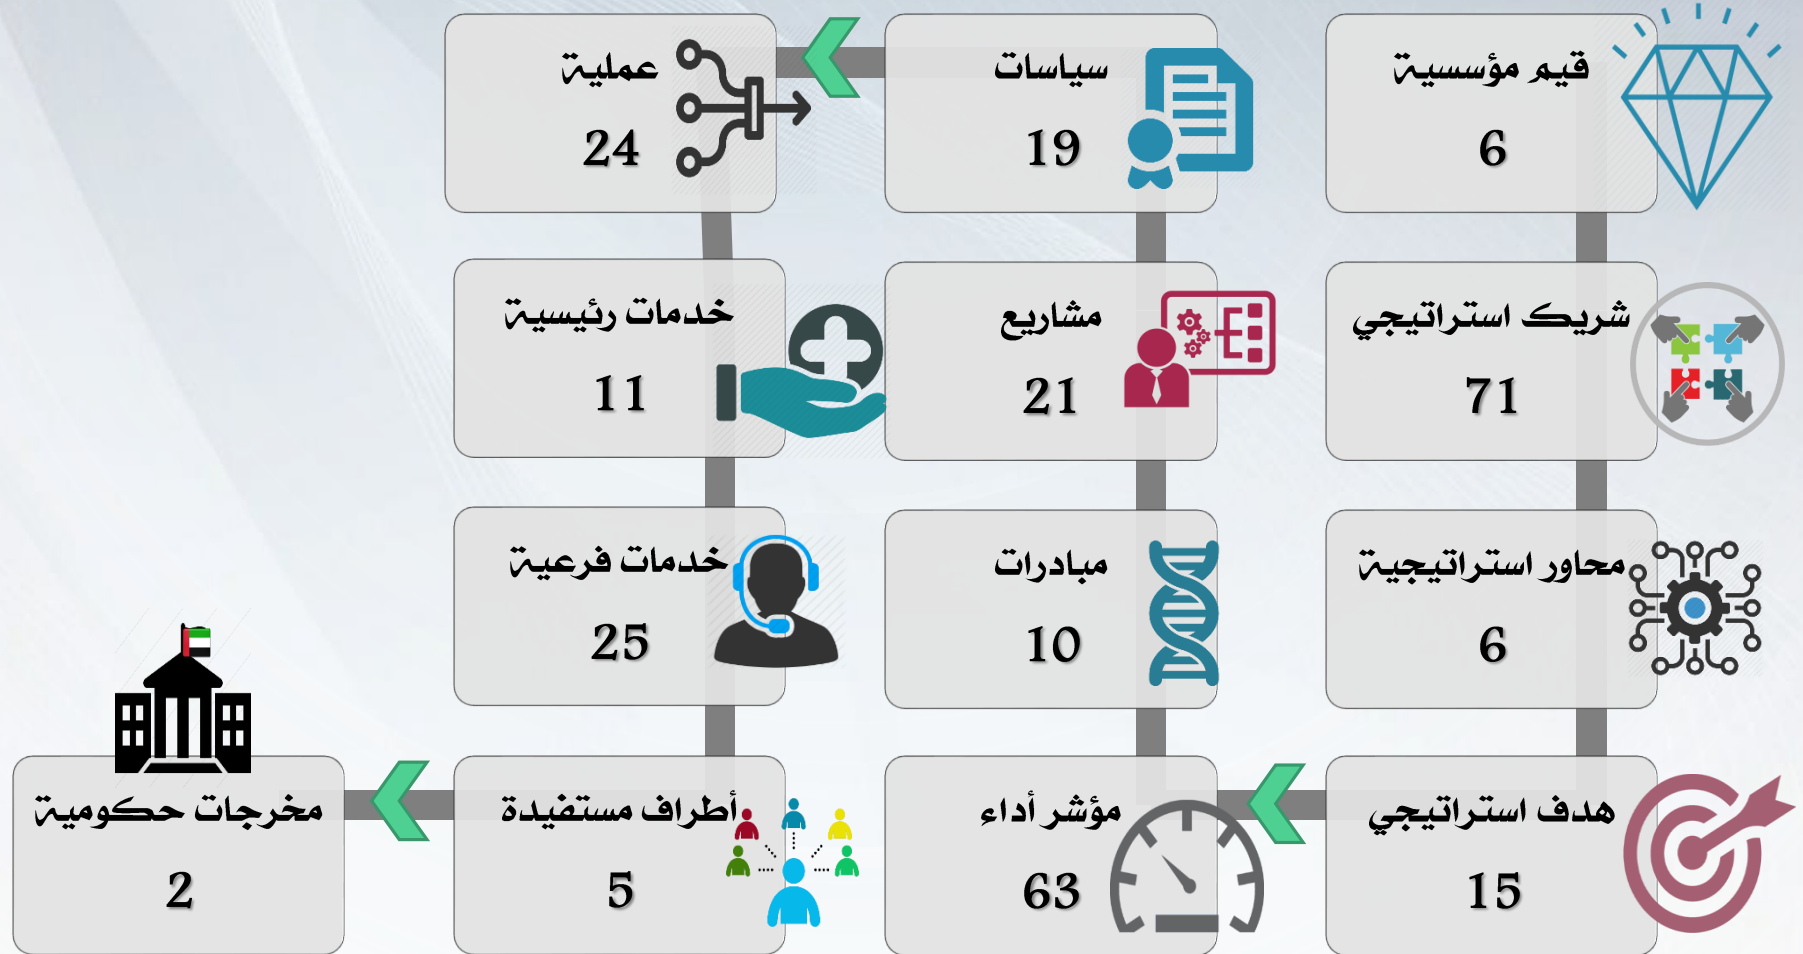 قيم مؤسسية
6
شريك استراتيجي
71
محاور استراتيجية
6
هدف استراتيجي
15
مؤشر أداء
63
مبادرات
10
مشاريع
21
سياسات
19
عملية
24
خدمات رئيسية
11
خدمات فرعية
25
أطراف مستفيدة
5
مخرجات حكومية
2